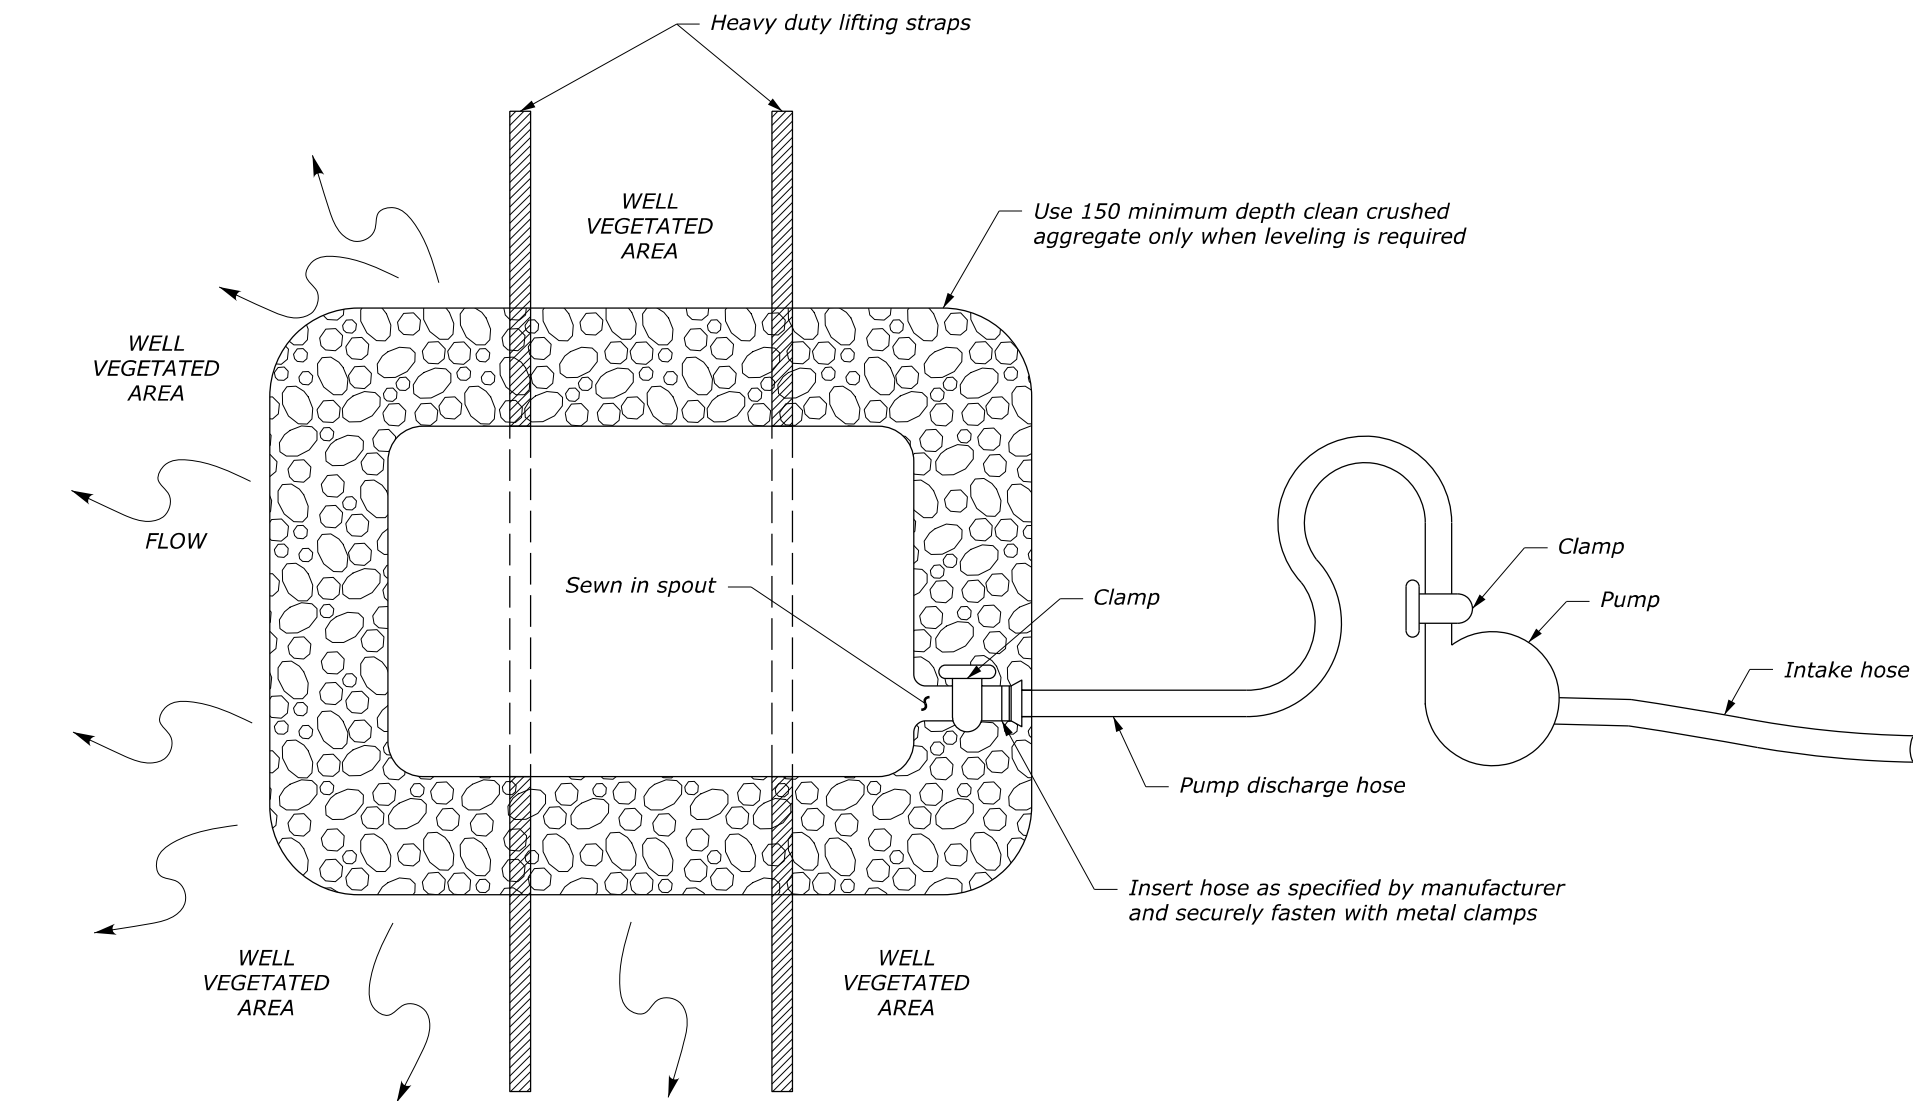 Heavy duty lifting straps
WELL
VEGETATED
AREA
Use 150 minimum depth clean crushed
aggregate only when leveling is required
WELL
VEGETATED
AREA
FLOW
Sewn in spout
Clamp
Clamp
Pump
Intake hose
Pump discharge hose
Insert hose as specified by manufacturer
and securely fasten with metal clamps
WELL
VEGETATED
AREA
WELL
VEGETATED
AREA